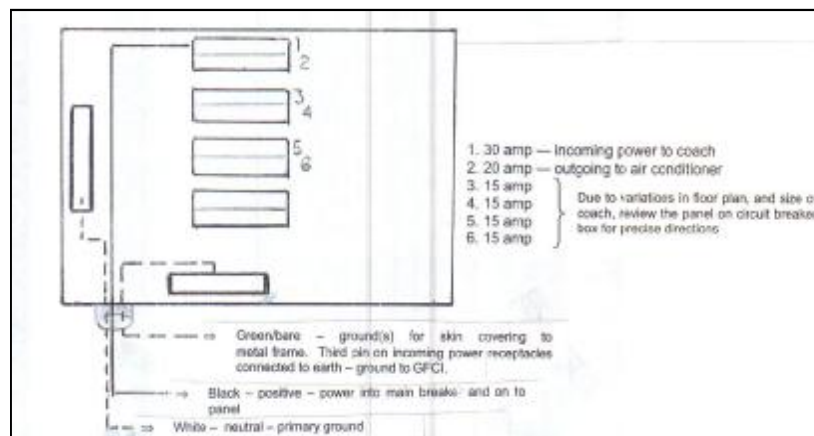 1
2
3
4
5
6
1. 30 amp — incoming power to coach
2. 20 amp — outgoing to air conditioner
3. 15 amp
4. 15 amp
5. 15 amp
6. 15 amp
Due to variations in floor plan, and size of
coach, review the panel on circuit breaker
box for precise directions
Green/bare – ground(s) for skin covering to
metal frame. Third pin on incoming power receptacles
connected to earth – ground to GFCI.
Black – positive – power into main breake and on to
panel
White – neutral – primary ground